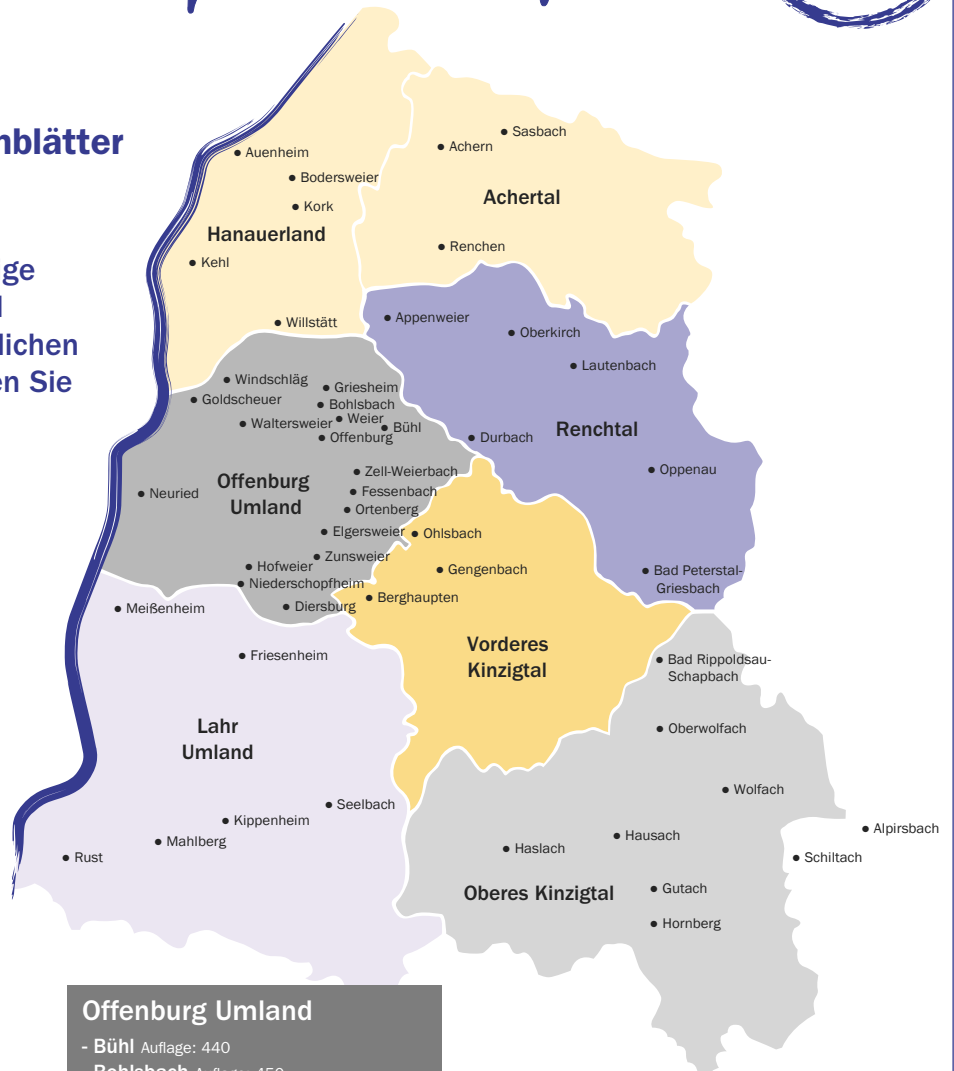 nblätter
ge
lichen
en Sie
• Sasbach
• Achern
Achertal
• Renchen
• Auenheim
• Bodersweier
• Kork
Hanauerland
• Kehl
• Willstätt
• Appenweier
• Oberkirch
• Lautenbach
Renchtal
• Durbach
• Oppenau
• Bad Peterstal-
Griesbach
• Windschläg
• Griesheim
• Goldscheuer
• Bohlsbach
• Weier
• Waltersweier
• Bühl
• Offenburg
• Zell-Weierbach
Offenburg
Umland
• Neuried
• Fessenbach
• Ortenberg
• Elgersweier
• Zunsweier
• Hofweier
• Niederschopfheim
• Diersburg
• Ohlsbach
• Gengenbach
• Berghaupten
Vorderes
Kinzigtal
• Meißenheim
• Friesenheim
Lahr
Umland
• Seelbach
• Kippenheim
• Mahlberg
• Rust
• Bad Rippoldsau-
Schapbach
• Oberwolfach
• Wolfach
• Alpirsbach
• Hausach
• Haslach
• Schiltach
Oberes Kinzigtal
• Gutach
• Hornberg
Offenburg Umland
- Bühl Auflage: 440
- Bohlsbach Auflage: 450